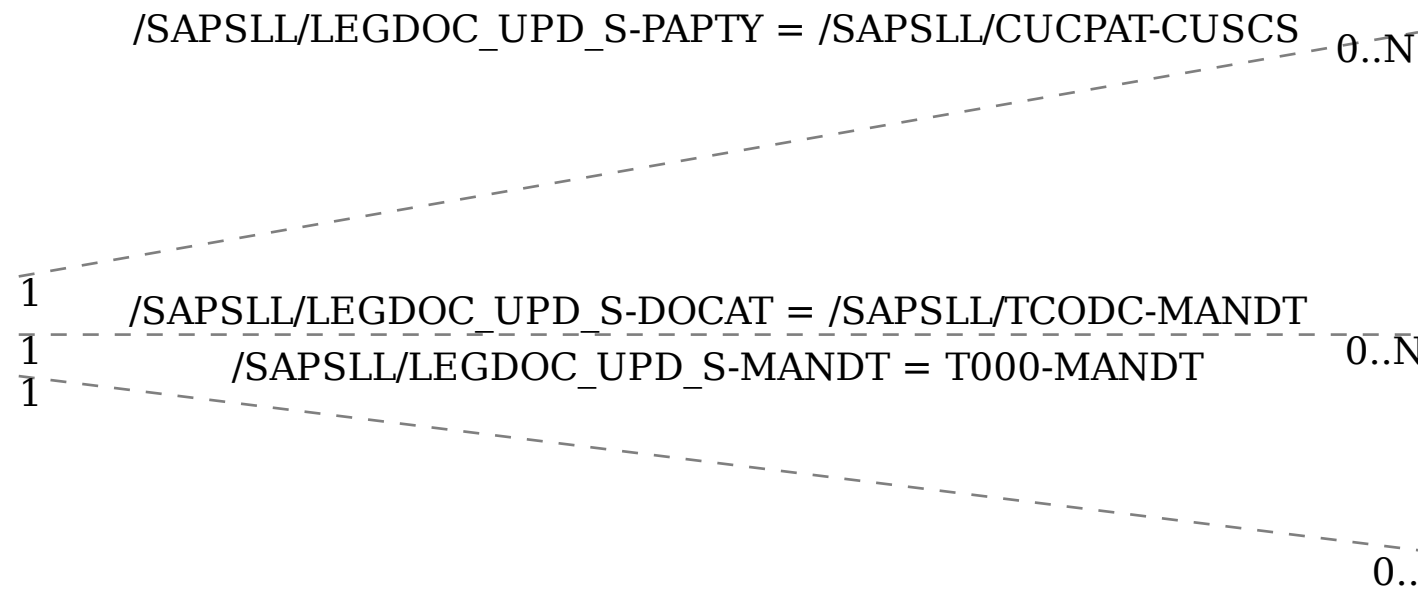 /SAPSLL/LEGDOC_UPD_S-PAPTY = /SAPSLL/CUCPAT-CUSCS
0..N
1
/SAPSLL/LEGDOC_UPD_S-DOCAT = /SAPSLL/TCODC-MANDT
1
0..N
/SAPSLL/LEGDOC_UPD_S-MANDT = T000-MANDT
1
0..